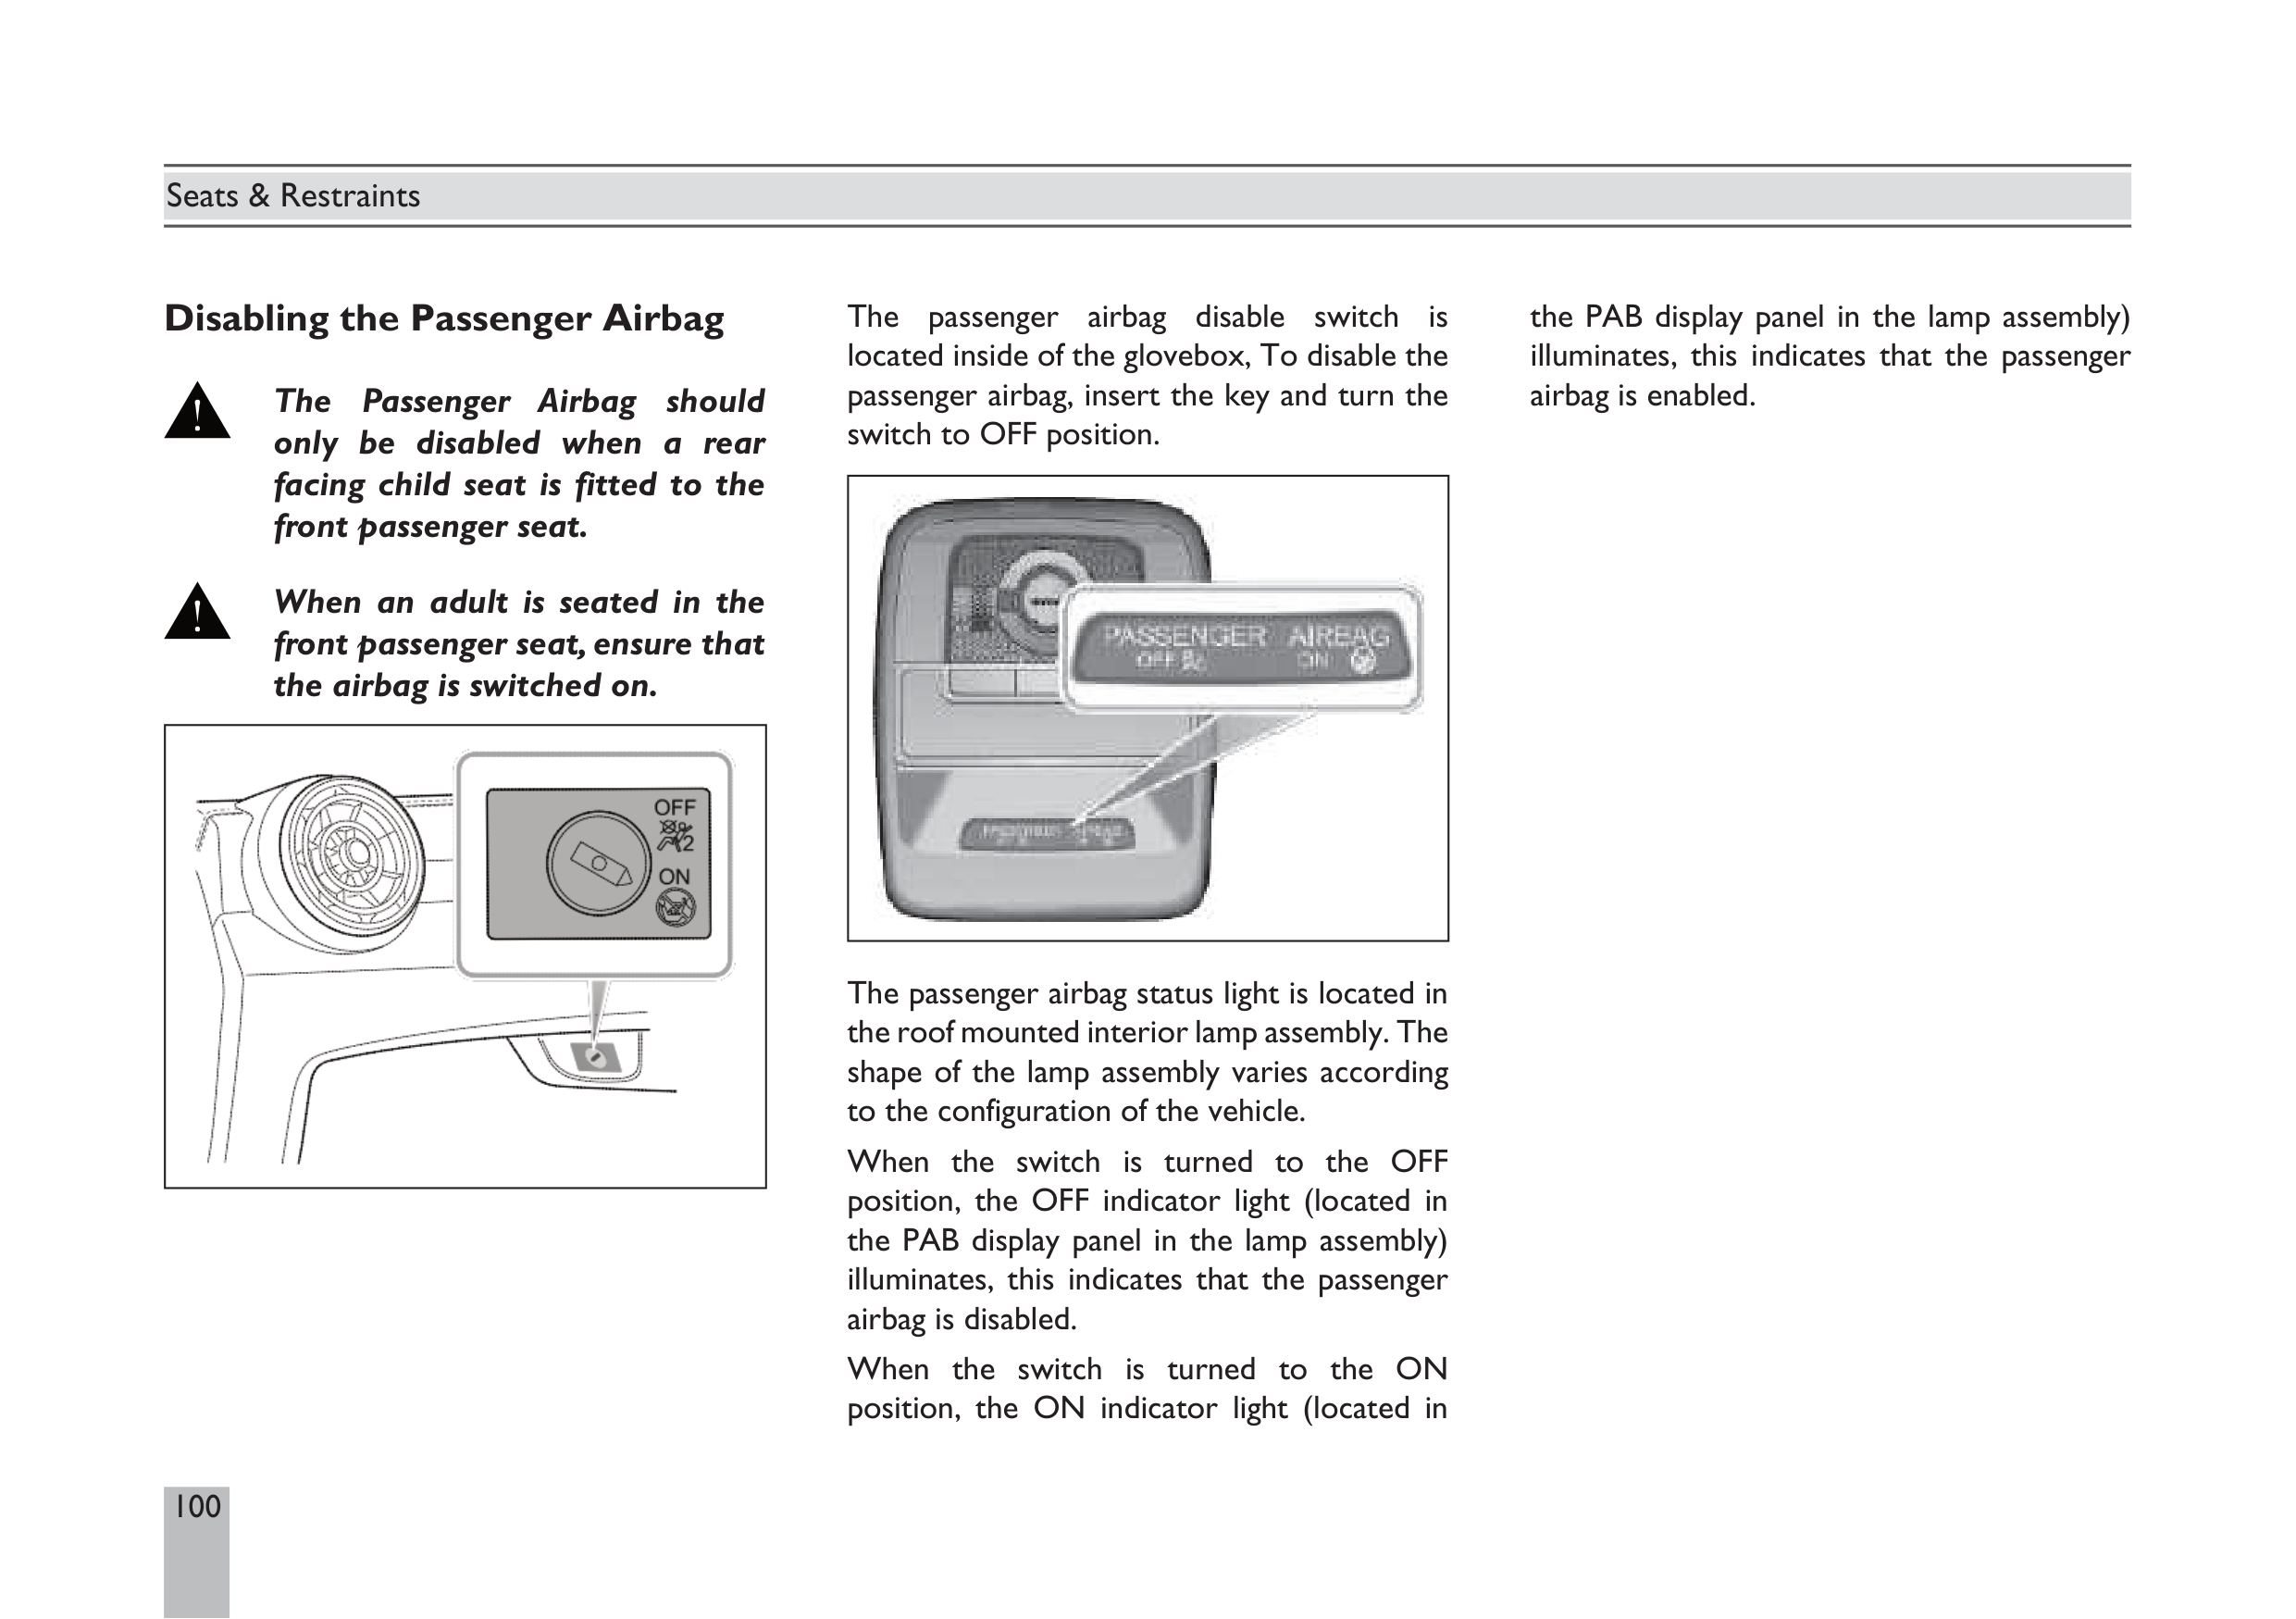 Seats & Restraints
Disabling the Passenger Airbag
The Passenger Airbag should
only be disabled when a rear
facing child seat is fitted to the
front passenger seat.
When an adult is seated in the
front passenger seat, ensure that
the airbag is switched on.
OFF
2
ON
The passenger airbag disable switch is
located inside of the glovebox, To disable the
passenger airbag, insert the key and turn the
switch to OFF position.
PASSENGER AIRBAG
OFF ON
The passenger airbag status light is located in
the roof mounted interior lamp assembly. The
shape of the lamp assembly varies according
to the configuration of the vehicle.
When the switch is turned to the OFF
position, the OFF indicator light (located in
the PAB display panel in the lamp assembly)
illuminates, this indicates that the passenger
airbag is disabled.
When the switch is turned to the ON
position, the ON indicator light (located in
the PAB display panel in the lamp assembly)
illuminates, this indicates that the passenger
airbag is enabled.
100